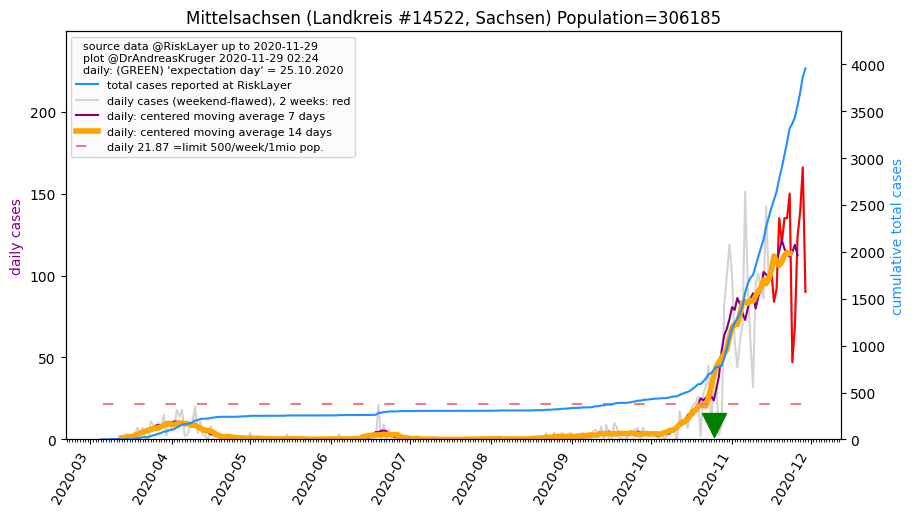 Mittelsachsen (Landkreis #14522, Sachsen) Population=306185
source data @RiskLayer up to 2020-11-29
plot @DrAndreasKruger 2020-11-29 02:24
daily: (GREEN) 'expectation day' = 25.10.2020
total cases reported at RiskLayer
daily cases (weekend-flawed), 2 weeks: red
daily: centered moving average 7 days
daily: centered moving average 14 days
daily 21.87 =limit 500/week/1mio pop.
daily cases
200
150
100
50
0
cumulative total cases
4000
3500
3000
2500
2000
1500
1000
500
0
2020-03
2020-04
2020-05
2020-06
2020-07
2020-08
2020-09
2020-10
2020-11
2020-12